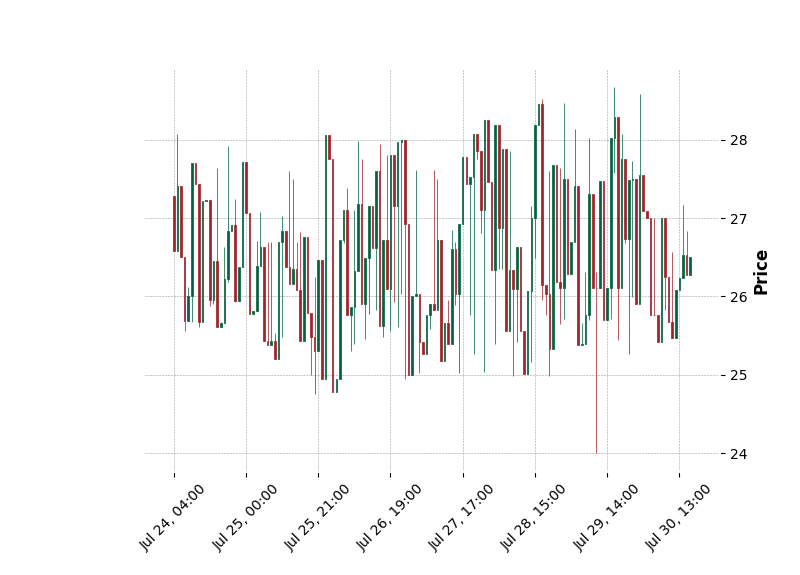 28
27
26
25
24
Price
Jul 24, 04:00
Jul 25, 00:00
Jul 25, 21:00
Jul 26, 19:00
Jul 27, 17:00
Jul 28, 15:00
Jul 29, 14:00
Jul 30, 13:00